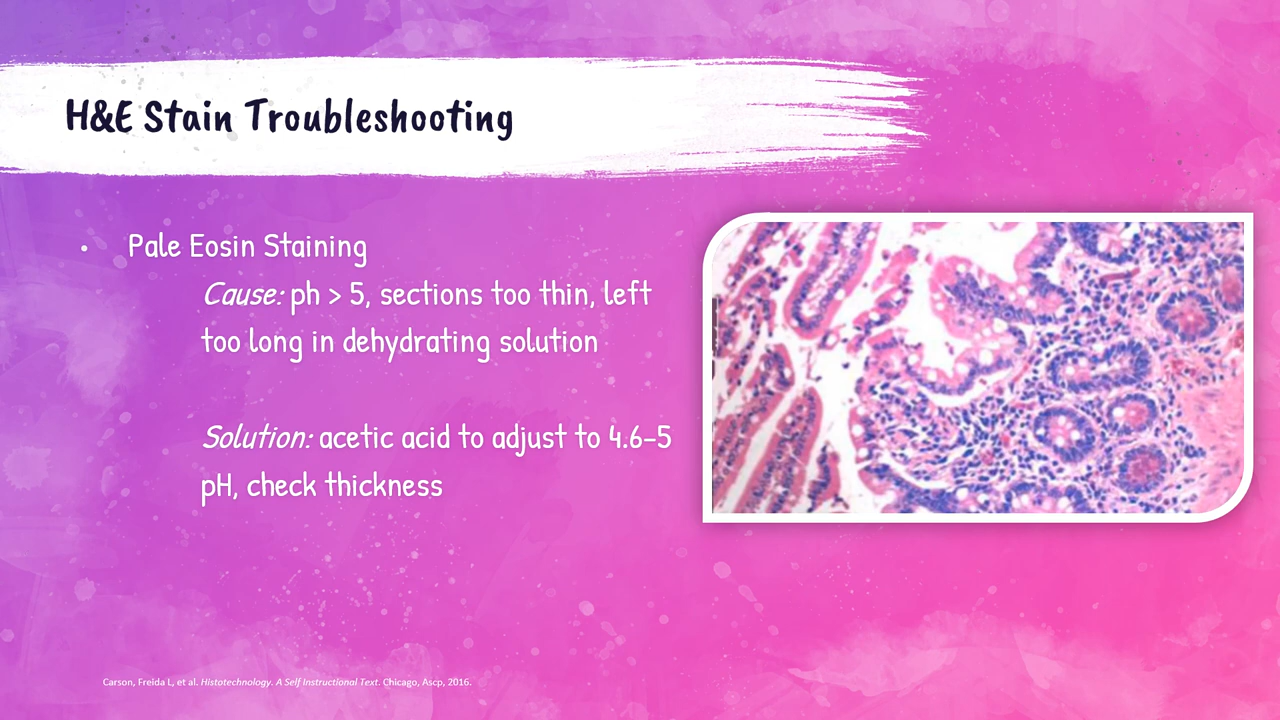 H&E Stain Troubleshooting
• Pale Eosin Staining
Cause: ph > 5, sections too thin, left
too long in dehydrating solution
Solution: acetic acid to adjust to 4.6-5
pH, check thickness
Carson, Freida L, et al. Histotechnology. A Self Instructional Text. Chicago, Ascp, 2016.